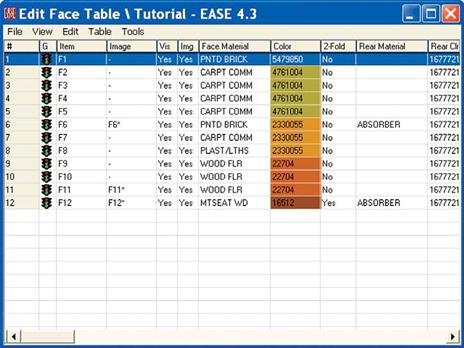 Edit Face Table \ Tutorial - EASE 4.3
File View Edit Table Tools
# G Item Image Vis Img Face Material Color 2-Fold Rear Material Rear Clr
1 F1 - Yes Yes PNTD BRICK 5479850 No 1677721
2 F2 - Yes Yes CARPT COMM 4761004 No 1677721
3 F3 - Yes Yes CARPT COMM 4761004 No 1677721
4 F4 - Yes Yes CARPT COMM 4761004 No 1677721
5 F5 - Yes Yes CARPT COMM 4761004 No 1677721
6 F6 F6* Yes Yes PNTD BRICK 2330055 No ABSORBER 1677721
7 F7 - Yes Yes CARPT COMM 2330055 No 1677721
8 F8 - Yes Yes PLAST/LTHS 2330055 No 1677721
9 F9 - Yes Yes WOOD FLR 22704 No 1677721
10 F10 - Yes Yes WOOD FLR 22704 No 1677721
11 F11 F11* Yes Yes WOOD FLR 22704 No 1677721
12 F12 F12* Yes Yes MTSEAT WD 16512 Yes ABSORBER 1677721